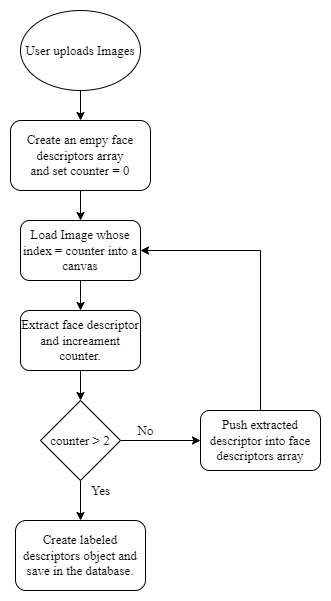 User uploads Images
Create an empy face
descriptors array
and set counter = 0
Load Image whose
index = counter into a
canvas
Extract face descriptor
and increament
counter.
counter > 2
No
Push extracted
descriptor into face
descriptors array
Yes
Create labeled
descriptors object and
save in the database.